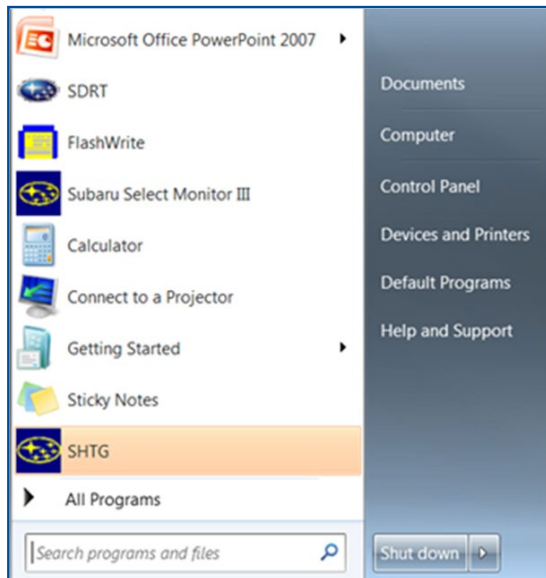 Microsoft Office PowerPoint 2007
SDRT
FlashWrite
Subaru Select Monitor III
Calculator
Connect to a Projector
Getting Started
Sticky Notes
SHTG
All Programs
Search programs and files
Documents
Computer
Control Panel
Devices and Printers
Default Programs
Help and Support
Shut down